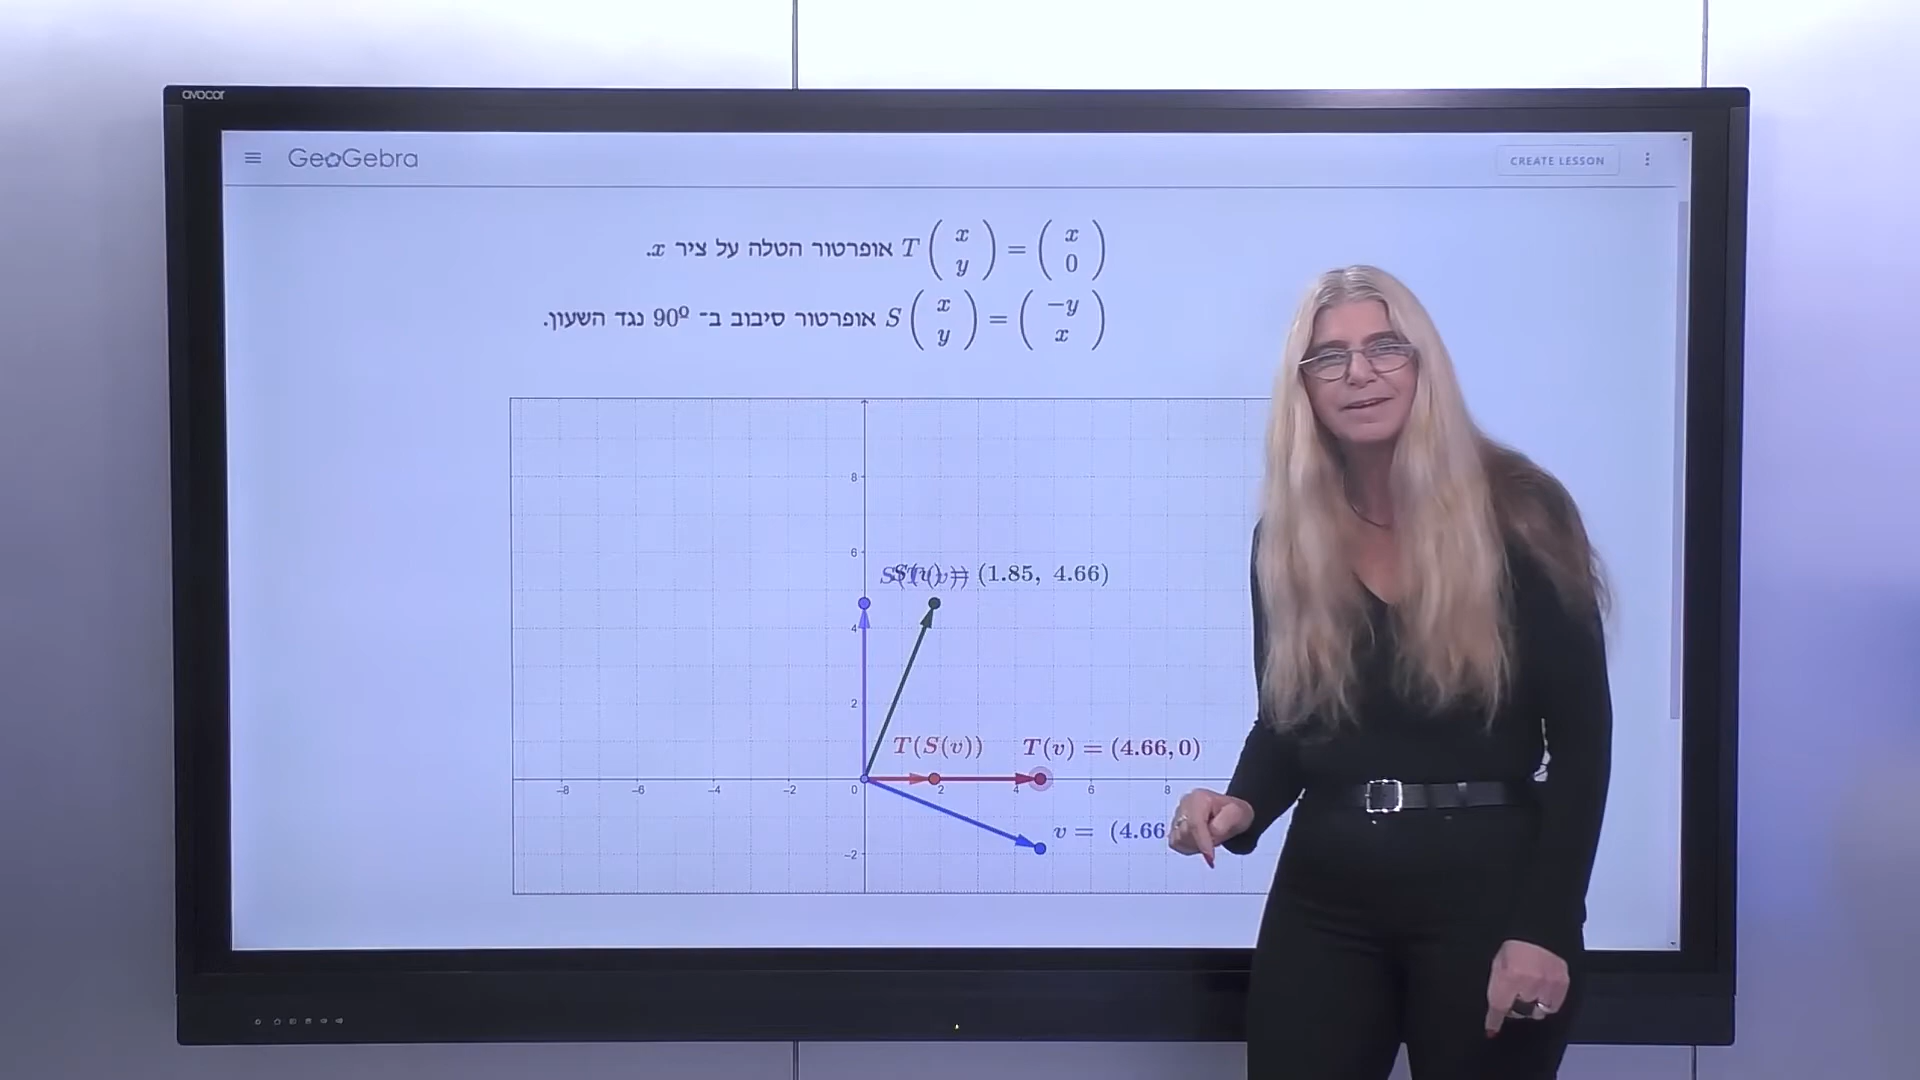 avocor
GeoGebra
CREATE LESSON
T(x y) = (x 0) אופרטור הטלה על ציר x.
S(x y) = (-y x) אופרטור סיבוב ב- 90º נגד השעון.
8
6
S(v) = (1.85, 4.66)
S(T(v))
4
2
T(S(v)) T(v) = (4.66, 0)
-8 -6 -4 -2 0 2 4 6 8
v = (4.66
-2